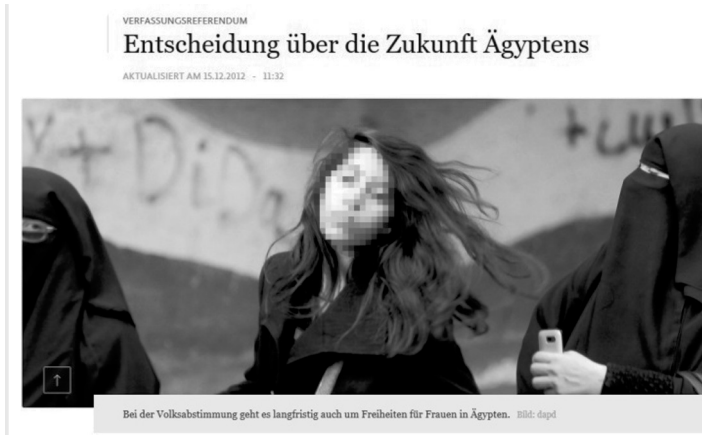 VERFASSUNGSREFERENDUM
Entscheidung über die Zukunft Ägyptens
AKTUALISIERT AM 15.12.2012 - 11:32
Bei der Volksabstimmung geht es langfristig auch um Freiheiten für Frauen in Ägypten. Bild: dapd